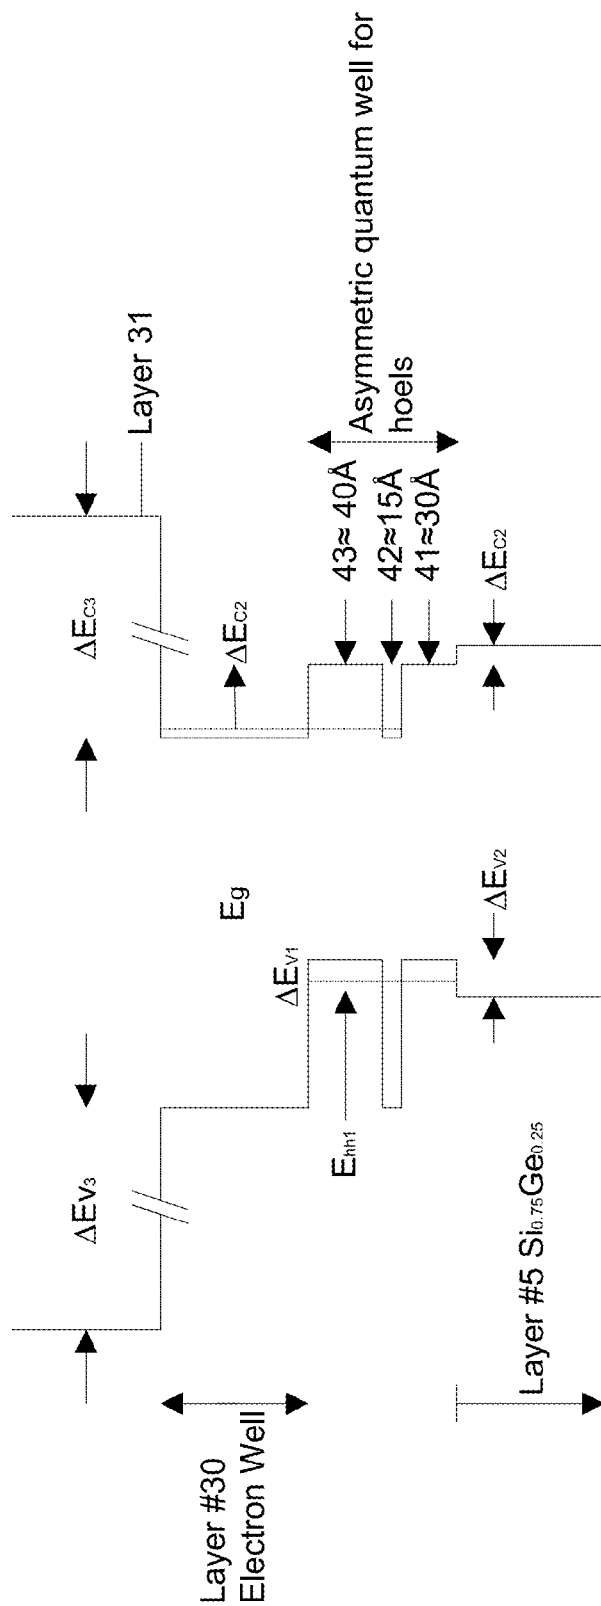 ΔEC3
Layer 31
ΔEC2
Asymmetric quantum well for
hoels
43≈ 40Å
42≈15Å
41≈30Å
ΔEC2
Eg
ΔEV1
ΔEV2
Ehh1
ΔEV3
Layer #30
Electron Well
Layer #5 Si0.75Ge0.25